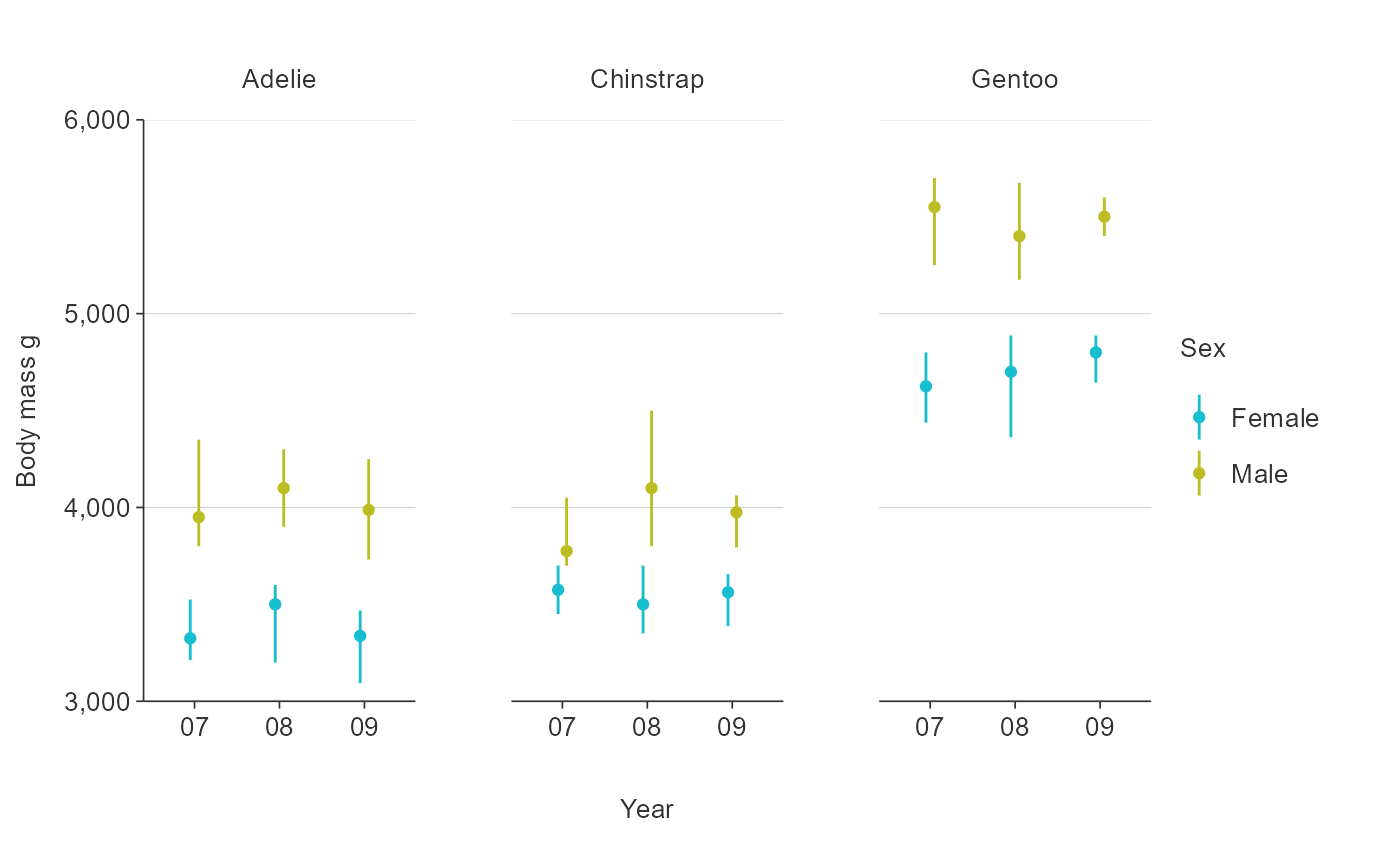 Adelie Chinstrap Gentoo
6,000
5,000
4,000
3,000
Body mass g
07 08 09 07 08 09 07 08 09
Year
Sex
Female
Male